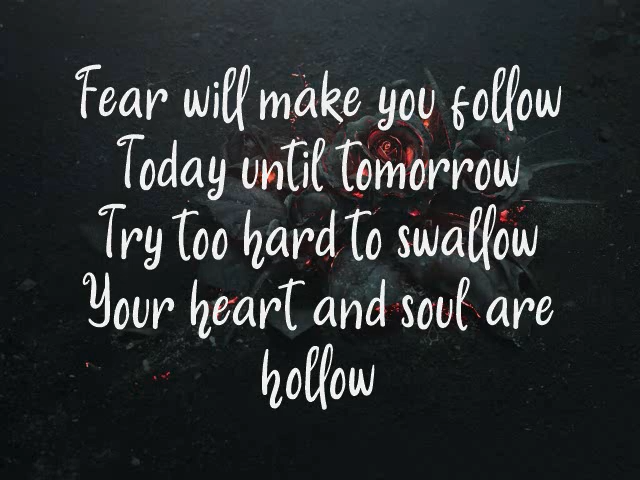 Fear will make you follow
Today until tomorrow
Try too hard to swallow
Your heart and soul are
hollow